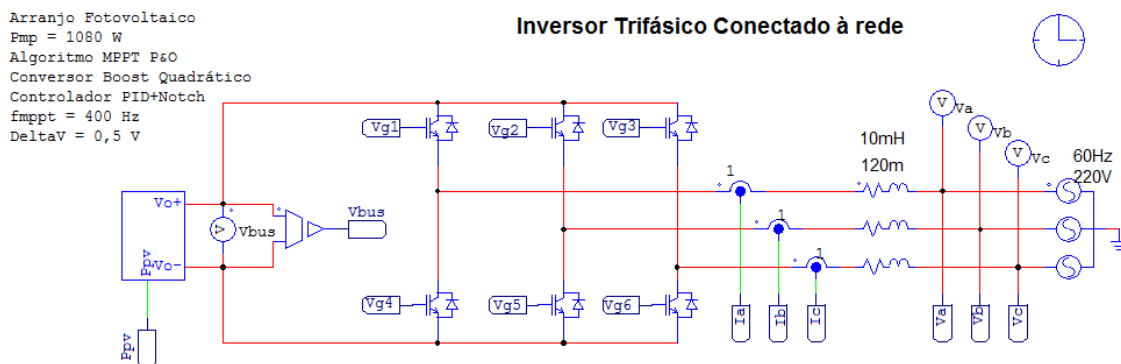 Arranjo Fotovoltaico
Pmp = 1080 W
Algoritmo MPPT P&O
Conversor Boost Quadrático
Controlador PID+Notch
fmppt = 400 Hz
DeltaV = 0,5 V
Inversor Trifásico Conectado à rede
Vg1
Vg2
Vg3
V
Va
V
Vb
V
Vc
10mH
120m
60Hz
220V
1
1
1
Vo+
Vo-
Ppv
V
Vbus
Vbus
Vg4
Vg5
Vg6
Ia
Ib
Ic
Va
Vb
Vc
Ppv